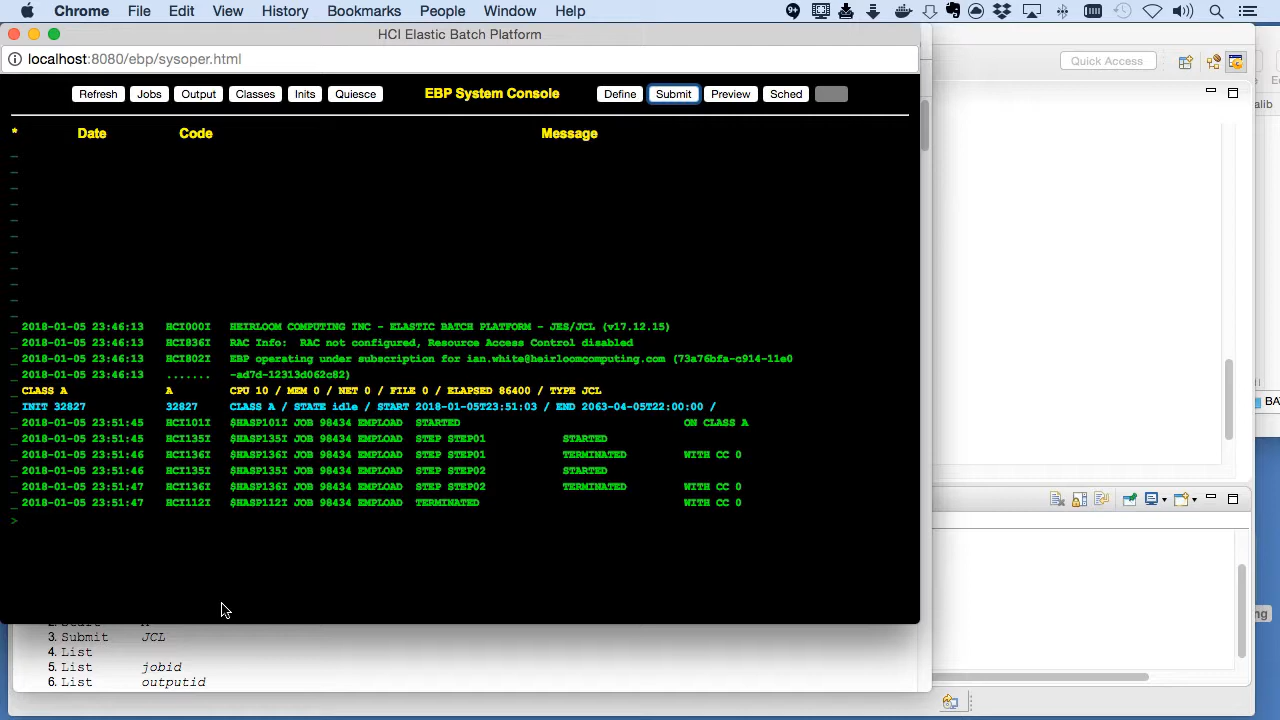 Chrome File Edit View History Bookmarks People Window Help
HCI Elastic Batch Platform
localhost:8080/ebp/sysoper.html
Quick Access
Refresh Jobs Output Classes Inits Quiesce EBP System Console Define Submit Preview Sched
alib
* Date Code Message
2018-01-05 23:46:13 HCI000I HEIRLOOM COMPUTING INC - ELASTIC BATCH PLATFORM - JES/JCL (v17.12.15)
2018-01-05 23:46:13 HCI836I RAC Info: RAC not configured, Resource Access Control disabled
2018-01-05 23:46:13 HCI802I EBP operating under subscription for ian.white@heirloomcomputing.com (73a76bfa-c914-11e0
2018-01-05 23:46:13 ....... -ad7d-12313d062c82)
CLASS A A CPU 10 / MEM 0 / NET 0 / FILE 0 / ELAPSED 86400 / TYPE JCL
INIT 32827 32827 CLASS A / STATE idle / START 2018-01-05T23:51:03 / END 2063-04-05T22:00:00 /
2018-01-05 23:51:45 HCI101I $HASP101I JOB 98434 EMPLOAD STARTED ON CLASS A
2018-01-05 23:51:45 HCI135I $HASP135I JOB 98434 EMPLOAD STEP STEP01 STARTED
2018-01-05 23:51:46 HCI136I $HASP136I JOB 98434 EMPLOAD STEP STEP01 TERMINATED WITH CC 0
2018-01-05 23:51:46 HCI135I $HASP135I JOB 98434 EMPLOAD STEP STEP02 STARTED
2018-01-05 23:51:47 HCI136I $HASP136I JOB 98434 EMPLOAD STEP STEP02 TERMINATED WITH CC 0
2018-01-05 23:51:47 HCI112I $HASP112I JOB 98434 EMPLOAD TERMINATED WITH CC 0
>
BA
ng
3. Submit JCL
4. List
5. List jobid
6. List outputid